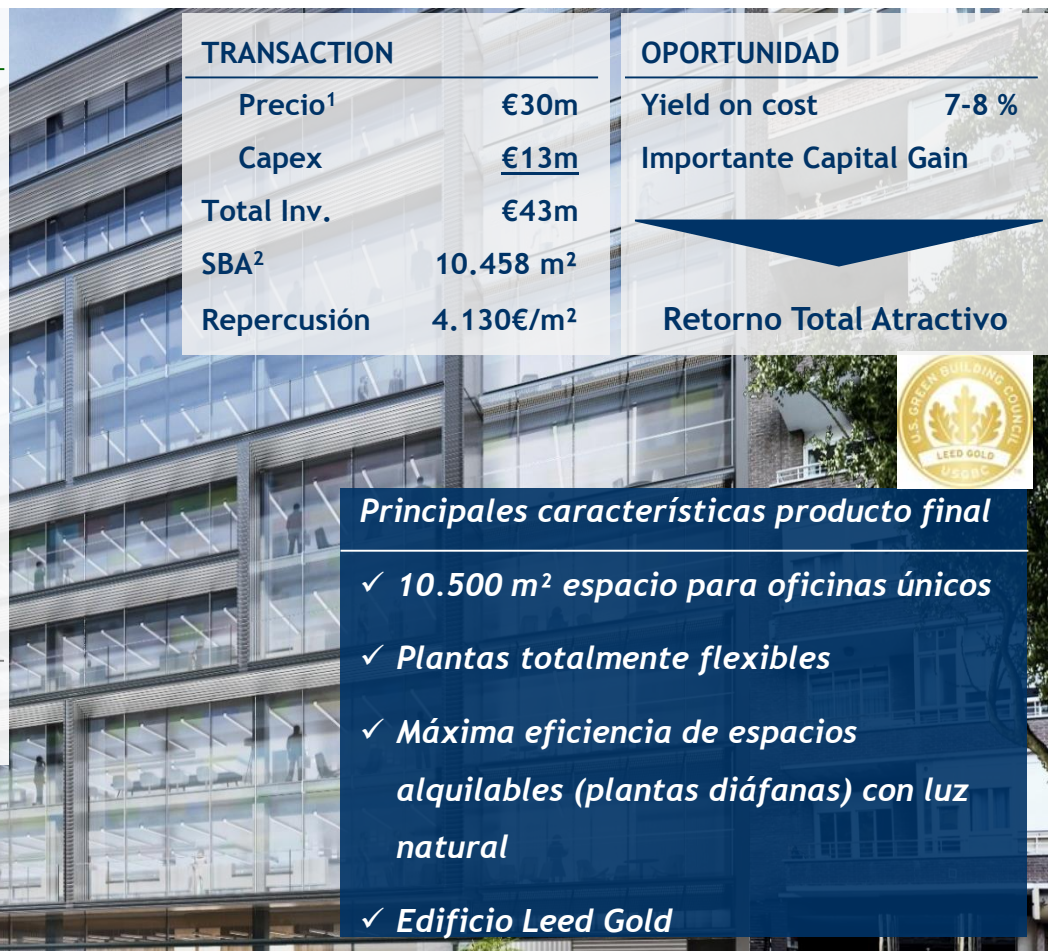 TRANSACTION
Precio¹ €30m
Capex €13m
Total Inv. €43m
SBA² 10.458 m²
Repercusión 4.130€/m²
OPORTUNIDAD
Yield on cost 7-8 %
Importante Capital Gain
Retorno Total Atractivo
U.S. GREEN BUILDING COUNCIL
LEED GOLD
USGBC
Principales características producto final
✓ 10.500 m² espacio para oficinas únicos
✓ Plantas totalmente flexibles
✓ Máxima eficiencia de espacios
alquilables (plantas diáfanas) con luz
natural
✓ Edificio Leed Gold